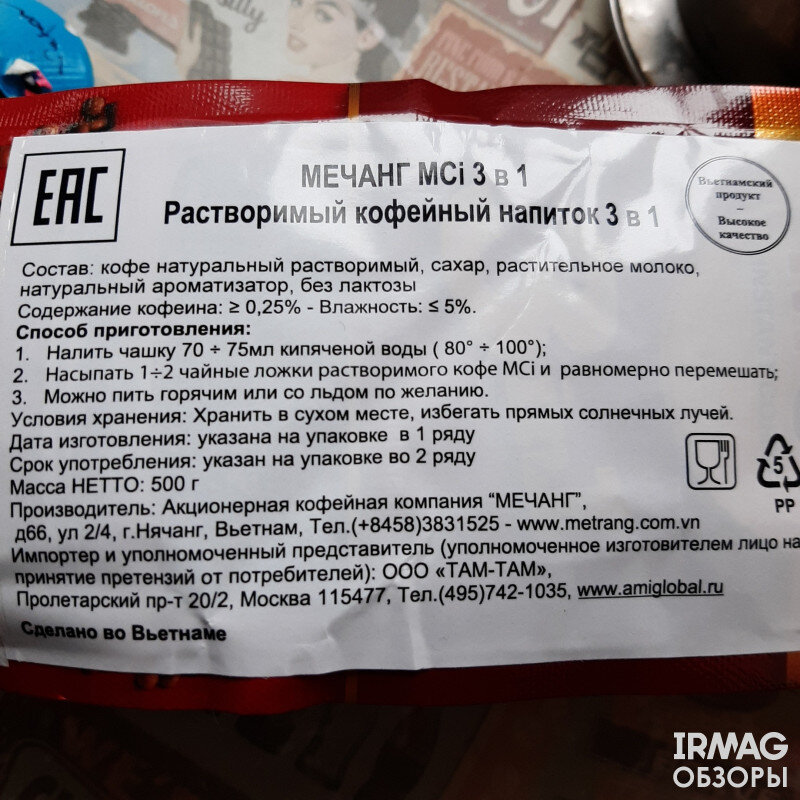 EAC
МЕЧАНГ MCi 3 в 1
Растворимый кофейный напиток 3 в 1
Вьетнамский
продукт
–
Высокое
качество
Состав: кофе натуральный растворимый, сахар, растительное молоко,
натуральный ароматизатор, без лактозы
Содержание кофеина: ≥ 0,25% - Влажность: ≤ 5%.
Способ приготовления:
1. Налить чашку 70 ÷ 75мл кипяченой воды ( 80° ÷ 100°);
2. Насыпать 1÷2 чайные ложки растворимого кофе MCi и равномерно перемешать;
3. Можно пить горячим или со льдом по желанию.
Условия хранения: Хранить в сухом месте, избегать прямых солнечных лучей.
Дата изготовления: указана на упаковке в 1 ряду
Срок употребления: указан на упаковке во 2 ряду
Масса НЕТТО: 500 г
5
PP
Производитель: Акционерная кофейная компания “МЕЧАНГ”,
д66, ул 2/4, г.Нячанг, Вьетнам, Тел.(+8458)3831525 - www.metrang.com.vn
Импортер и уполномоченный представитель (уполномоченное изготовителем лицо на
принятие претензий от потребителей): ООО «ТАМ-ТАМ»,
Пролетарский пр-т 20/2, Москва 115477, Тел.(495)742-1035, www.amiglobal.ru
Сделано во Вьетнаме
IRMAG
ОБЗОРЫ